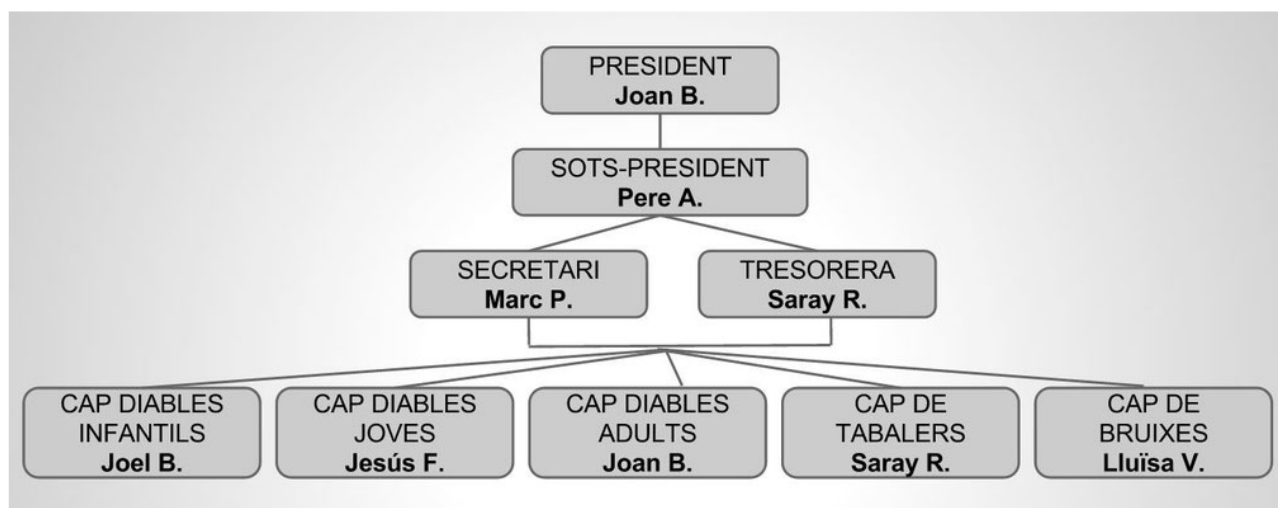 PRESIDENT
Joan B.
SOTS-PRESIDENT
Pere A.
SECRETARI
Marc P.
TRESORERA
Saray R.
CAP DIABLES
INFANTILS
Joel B.
CAP DIABLES
JOVES
Jesús F.
CAP DIABLES
ADULTS
Joan B.
CAP DE
TABALERS
Saray R.
CAP DE
BRUIXES
Lluïsa V.